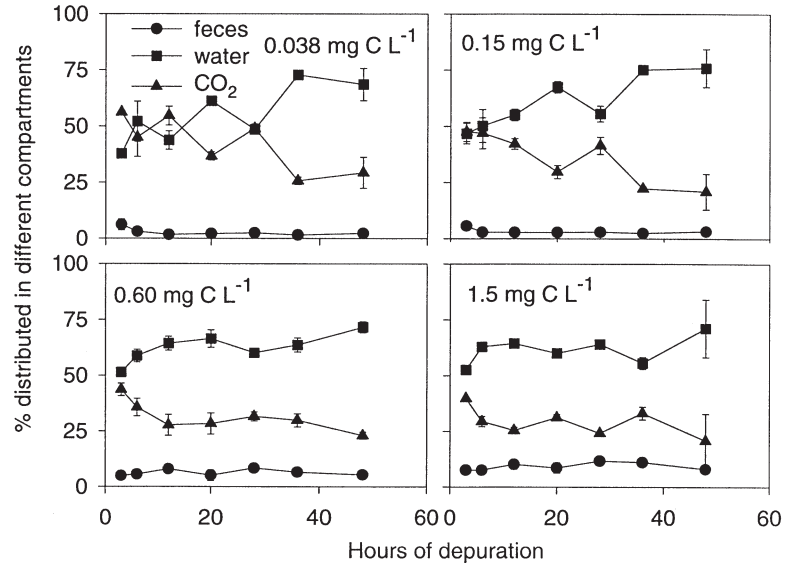 100
75
50
25
0
feces
water
CO2
0.038 mg C L-1
0.15 mg C L-1
100
75
50
25
0
0.60 mg C L-1
1.5 mg C L-1
0 20 40 60 0 20 40 60
Hours of depuration
% distributed in different compartments